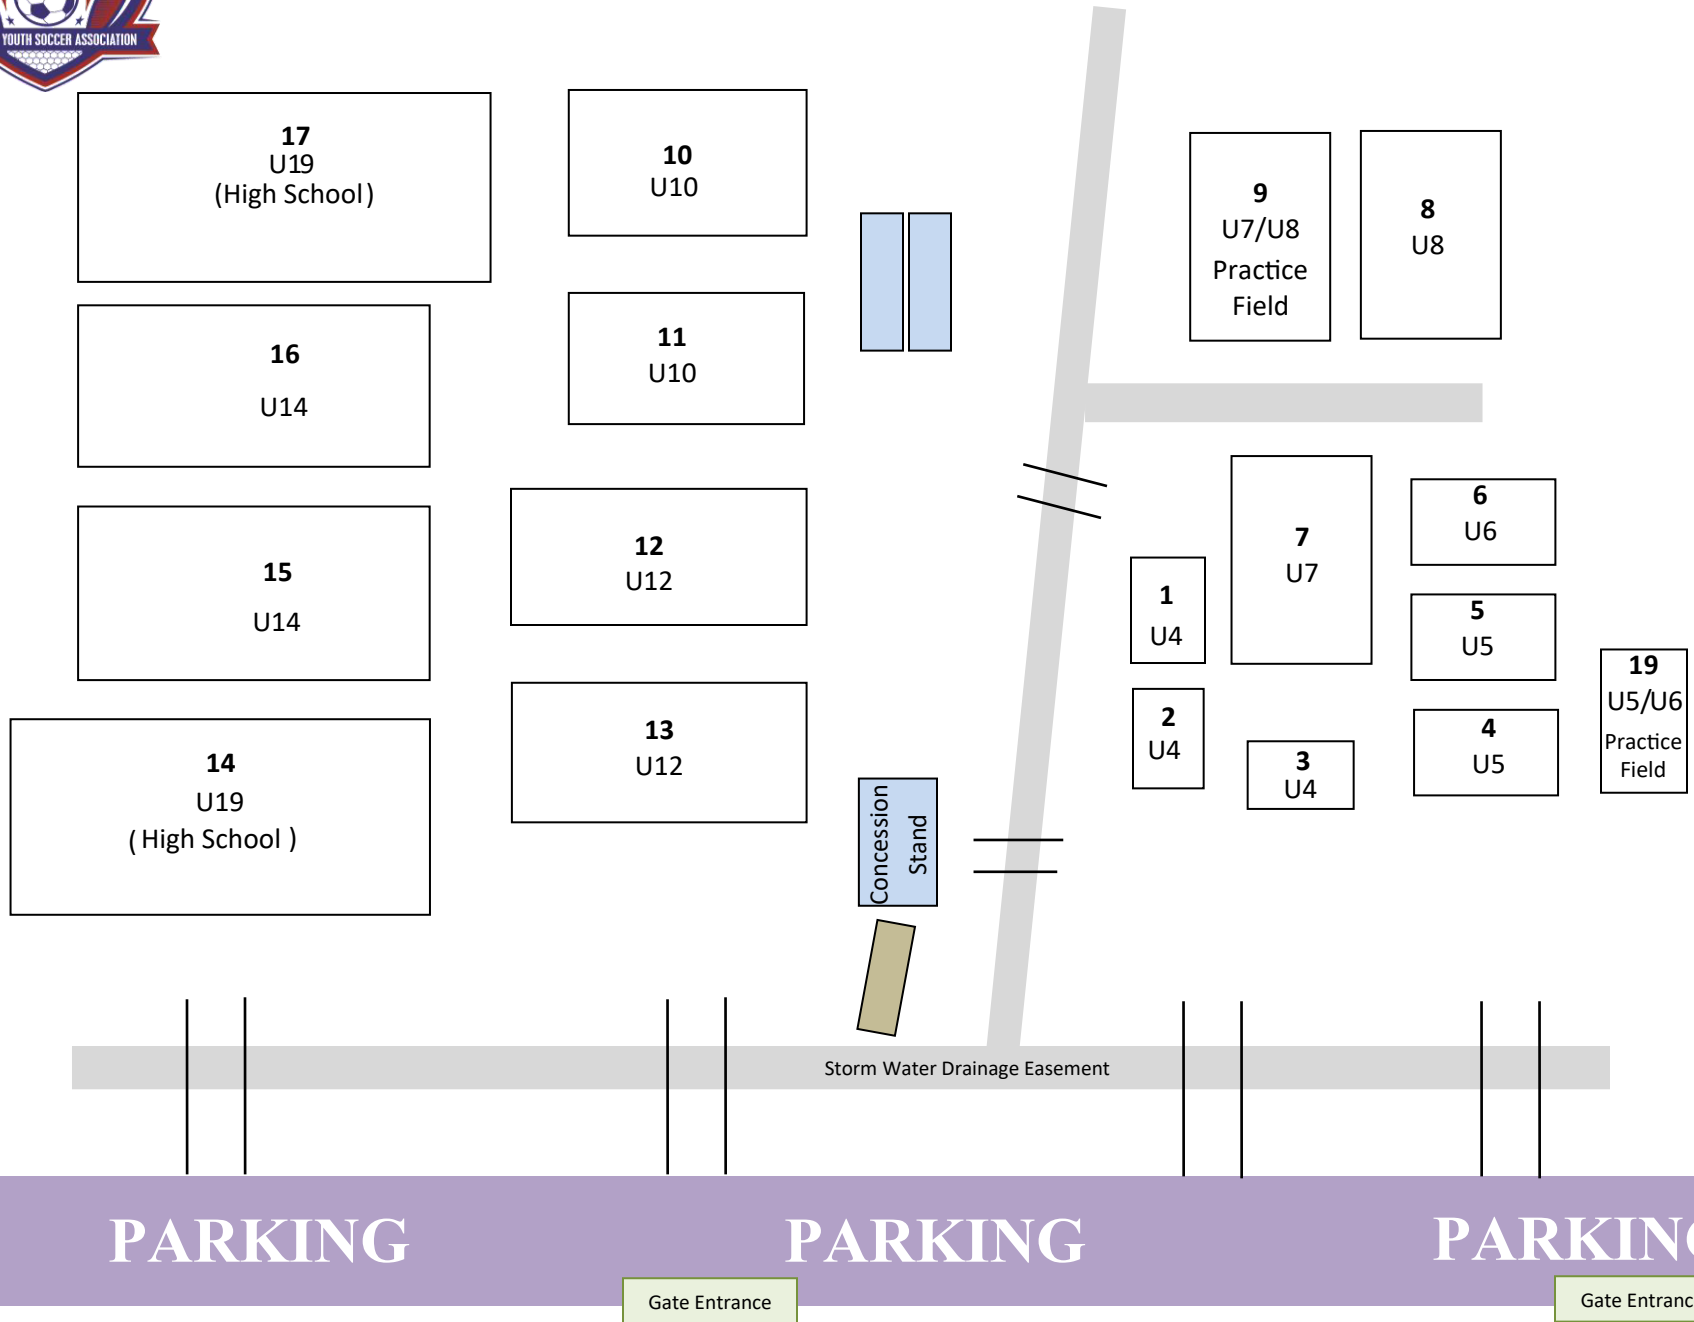 YOUTH SOCCER ASSOCIATION
17
U19
(High School)
10
U10
9
U7/U8
Practice
Field
8
U8
16
U14
11
U10
15
U14
12
U12
1
U4
7
U7
6
U6
5
U5
19
U5/U6
Practice
Field
14
U19
( High School )
13
U12
2
U4
3
U4
4
U5
Concession
Stand
Storm Water Drainage Easement
PARKING
PARKING
PARKING
Gate Entrance
Gate Entranc